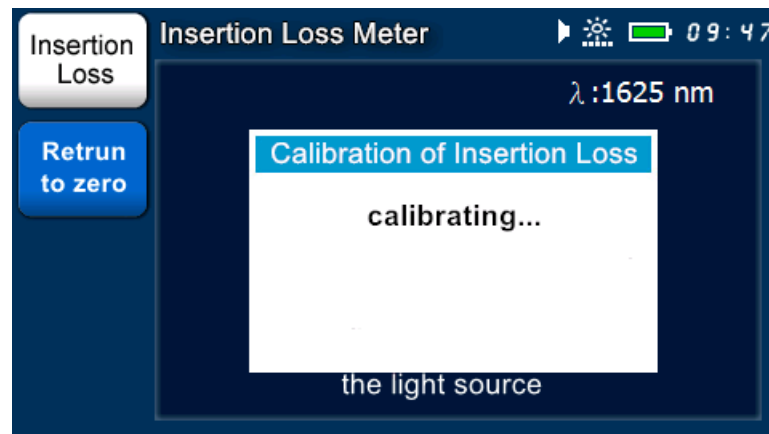 Insertion
Loss
Insertion Loss Meter
09:47
λ:1625 nm
Retrun
to zero
Calibration of Insertion Loss
calibrating...
the light source